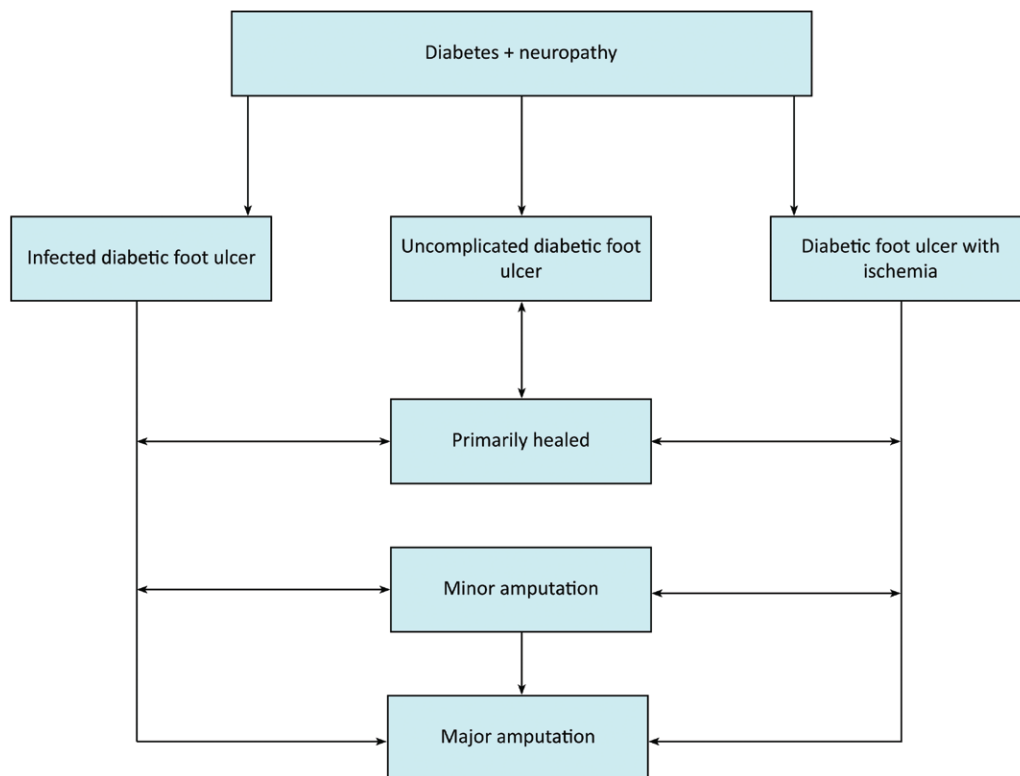 Diabetes + neuropathy
Infected diabetic foot ulcer
Uncomplicated diabetic foot
ulcer
Diabetic foot ulcer with
ischemia
Primarily healed
Minor amputation
Major amputation